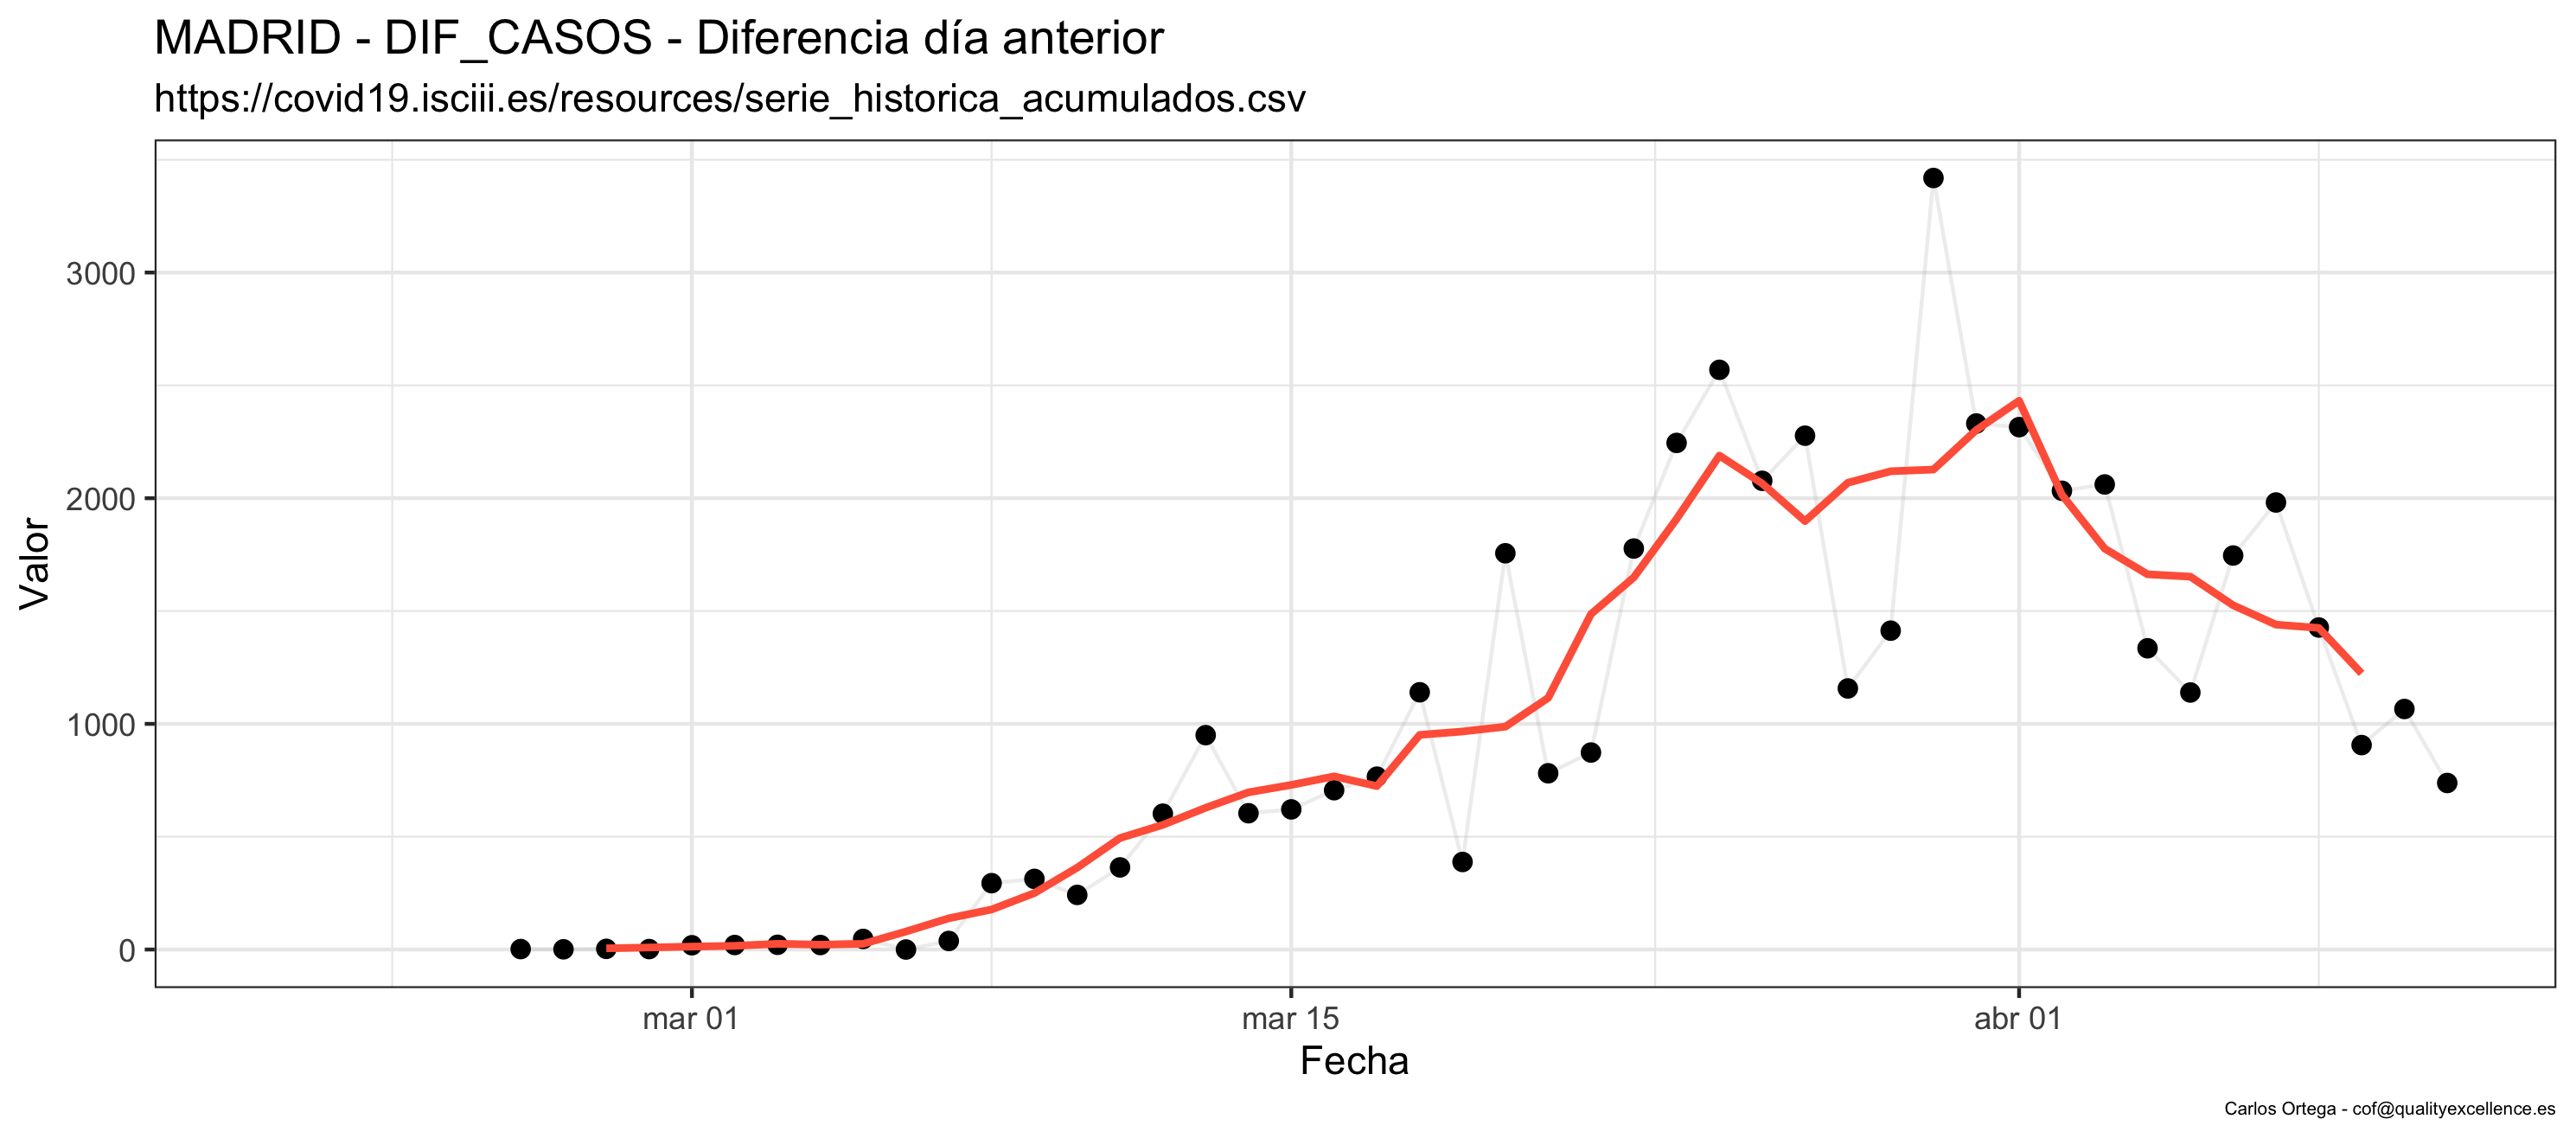 MADRID - DIF_CASOS - Diferencia día anterior
https://covid19.isciii.es/resources/serie_historica_acumulados.csv
3000
2000
1000
0
Valor
mar 01
mar 15
abr 01
Fecha
Carlos Ortega - cof@qualityexcellence.es